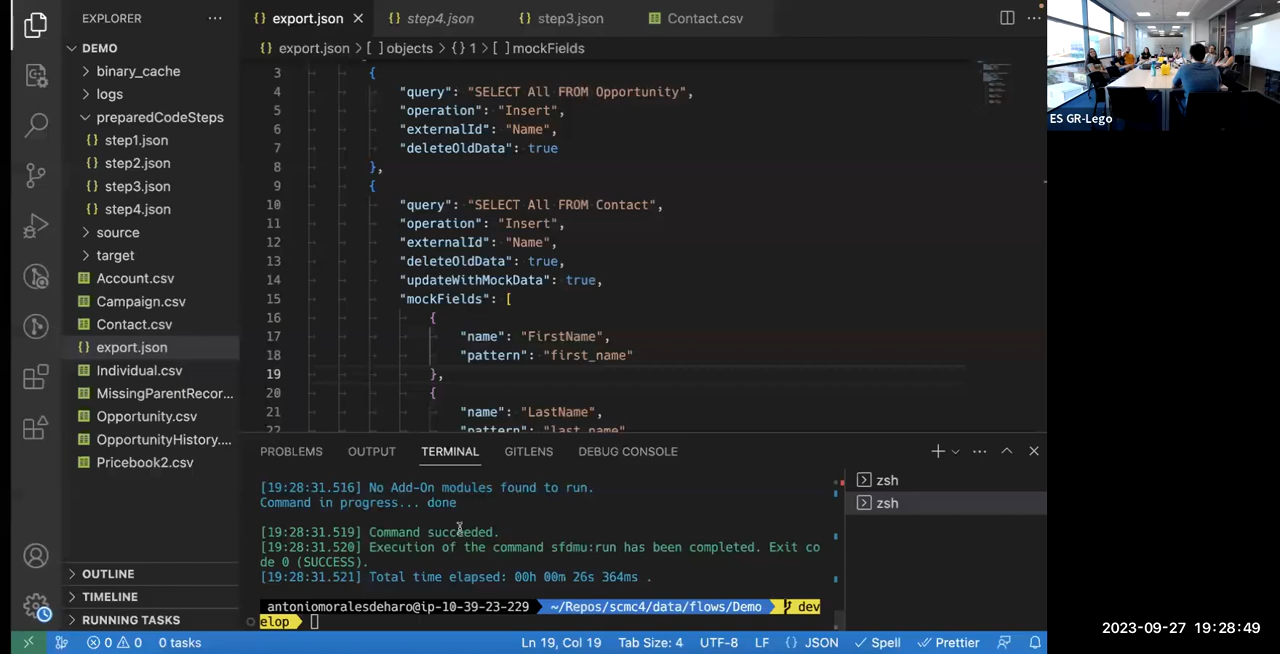 EXPLORER
DEMO
binary_cache
logs
preparedCodeSteps
step1.json
step2.json
step3.json
step4.json
source
target
Account.csv
Campaign.csv
Contact.csv
export.json
Individual.csv
MissingParentRecor...
Opportunity.csv
OpportunityHistory....
Pricebook2.csv
OUTLINE
TIMELINE
RUNNING TASKS
{} export.json
{} step4.json
{} step3.json
Contact.csv
{} export.json > [ ] objects > {} 1 > [ ] mockFields
3 {
4 "query": "SELECT All FROM Opportunity",
5 "operation": "Insert",
6 "externalId": "Name",
7 "deleteOldData": true
8 },
9 {
10 "query": "SELECT All FROM Contact",
11 "operation": "Insert",
12 "externalId": "Name",
13 "deleteOldData": true,
14 "updateWithMockData": true,
15 "mockFields": [
16 {
17 "name": "FirstName",
18 "pattern": "first_name"
19 },
20 {
21 "name": "LastName",
22 "pattern": "last_name"
PROBLEMS OUTPUT TERMINAL GITLENS DEBUG CONSOLE
[19:28:31.516] No Add-On modules found to run.
Command in progress... done
[19:28:31.519] Command succeeded.
[19:28:31.520] Execution of the command sfdmu:run has been completed. Exit co
de 0 (SUCCESS).
[19:28:31.521] Total time elapsed: 00h 00m 26s 364ms .
antoniomoralesdeharo@ip-10-39-23-229 ~/Repos/scmc4/data/flows/Demo dev
elop
zsh
zsh
0 0 0 tasks
Ln 19, Col 19 Tab Size: 4 UTF-8 LF {} JSON Spell Prettier
ES GR-Lego
2023-09-27 19:28:49